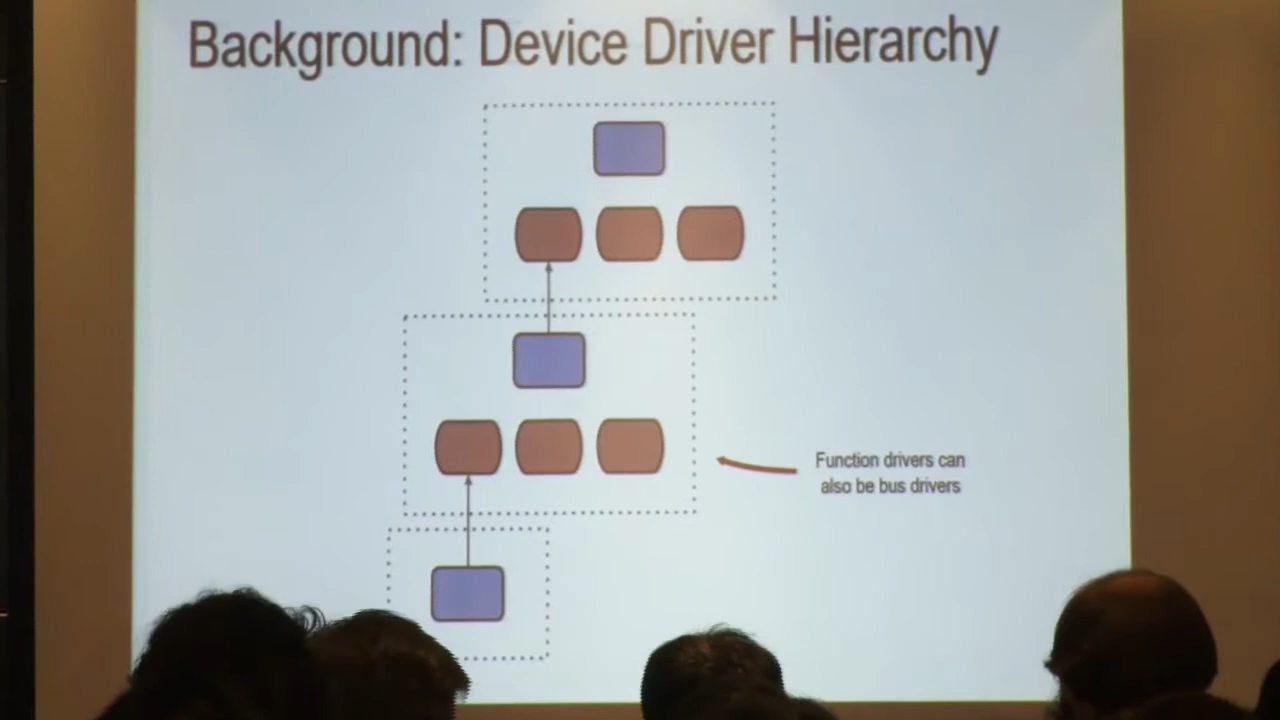 Background: Device Driver Hierarchy
Function drivers can
also be bus drivers